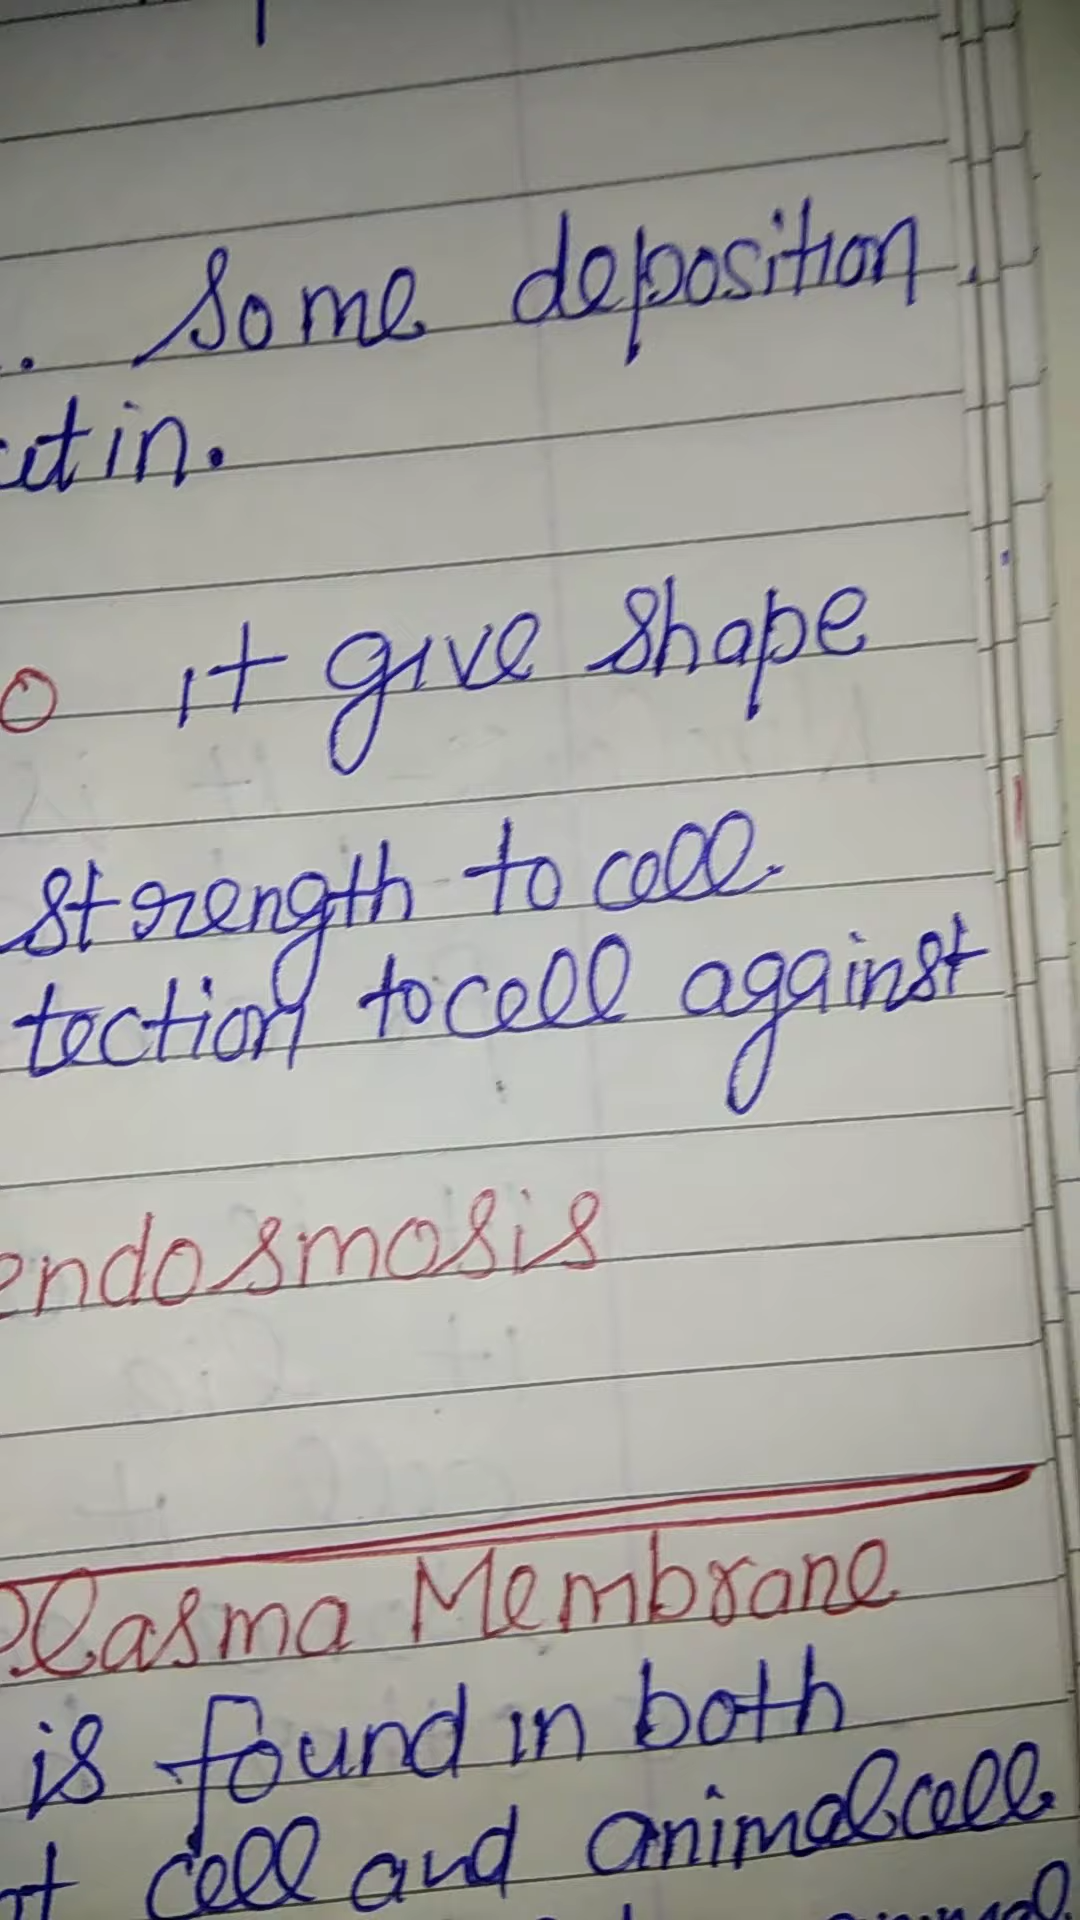 .. Some deposition.
tin.
it give shape
strength to cell.
tection to cell against
endosmosis
Plasma Membrane
is found in both
cell and animal cell